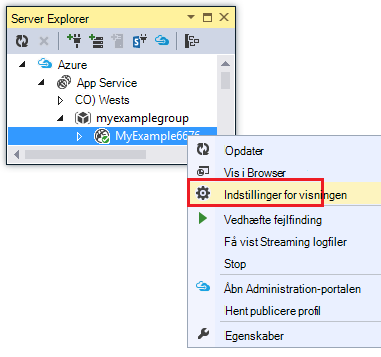 Server Explorer
Azure
App Service
CO) Wests
myexamplegroup
MyExample6676
Opdater
Vis i Browser
Indstillinger for visningen
Vedhæfte fejlfinding
Få vist Streaming logfiler
Stop
Åbn Administration-portalen
Hent publicere profil
Egenskaber